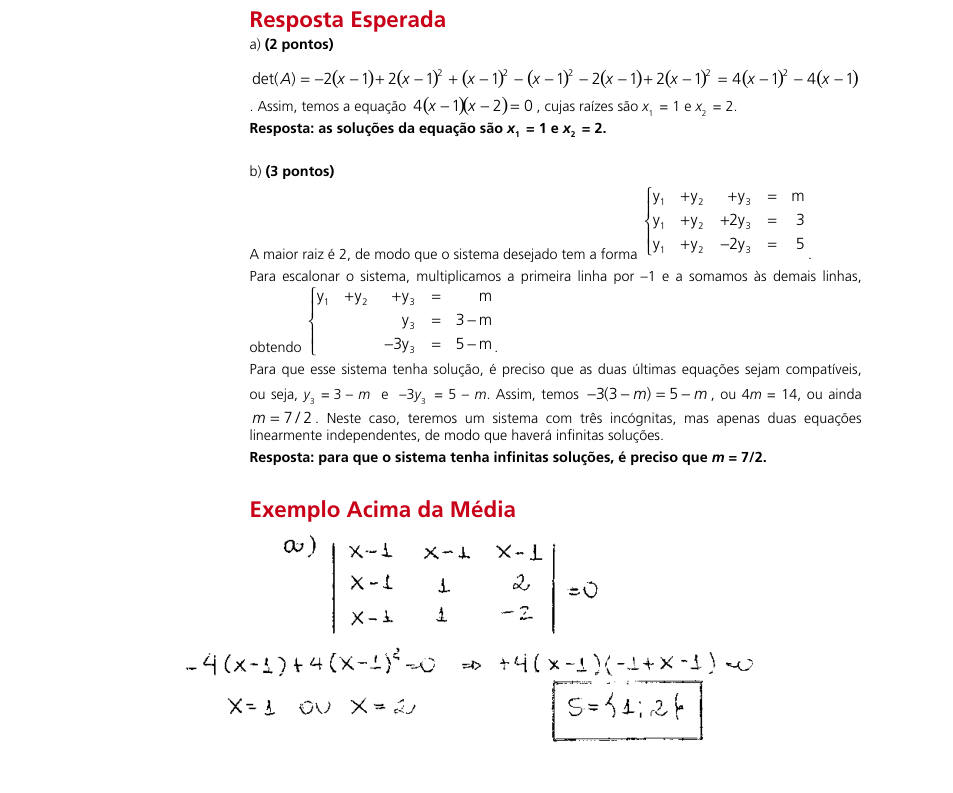 Resposta Esperada
a) (2 pontos)
det(A) = −2(x − 1)+ 2(x − 1)² + (x − 1)² − (x − 1)² − 2(x − 1)+ 2(x − 1)² = 4(x − 1)² − 4(x − 1)
. Assim, temos a equação 4(x − 1)(x − 2) = 0 , cujas raízes são x₁ = 1 e x₂ = 2.
Resposta: as soluções da equação são x₁ = 1 e x₂ = 2.
b) (3 pontos)
y₁ +y₂ +y₃ = m
y₁ +y₂ +2y₃ = 3
y₁ +y₂ −2y₃ = 5
A maior raiz é 2, de modo que o sistema desejado tem a forma .
Para escalonar o sistema, multiplicamos a primeira linha por –1 e a somamos às demais linhas,
y₁ +y₂ +y₃ = m
y₃ = 3 − m
−3y₃ = 5 − m .
obtendo
Para que esse sistema tenha solução, é preciso que as duas últimas equações sejam compatíveis,
ou seja, y₃ = 3 – m e –3y₃ = 5 – m. Assim, temos −3(3 − m) = 5 − m , ou 4m = 14, ou ainda
m = 7 / 2 . Neste caso, teremos um sistema com três incógnitas, mas apenas duas equações
linearmente independentes, de modo que haverá infinitas soluções.
Resposta: para que o sistema tenha infinitas soluções, é preciso que m = 7/2.
Exemplo Acima da Média
a) x-1 x-1 x-1
x-1 1 2 =0
x-1 1 -2
-4(x-1)+4(x-1)²=0 => +4(x-1)(-1+x-1)=0
x=1 ou x=2 S={1;2}